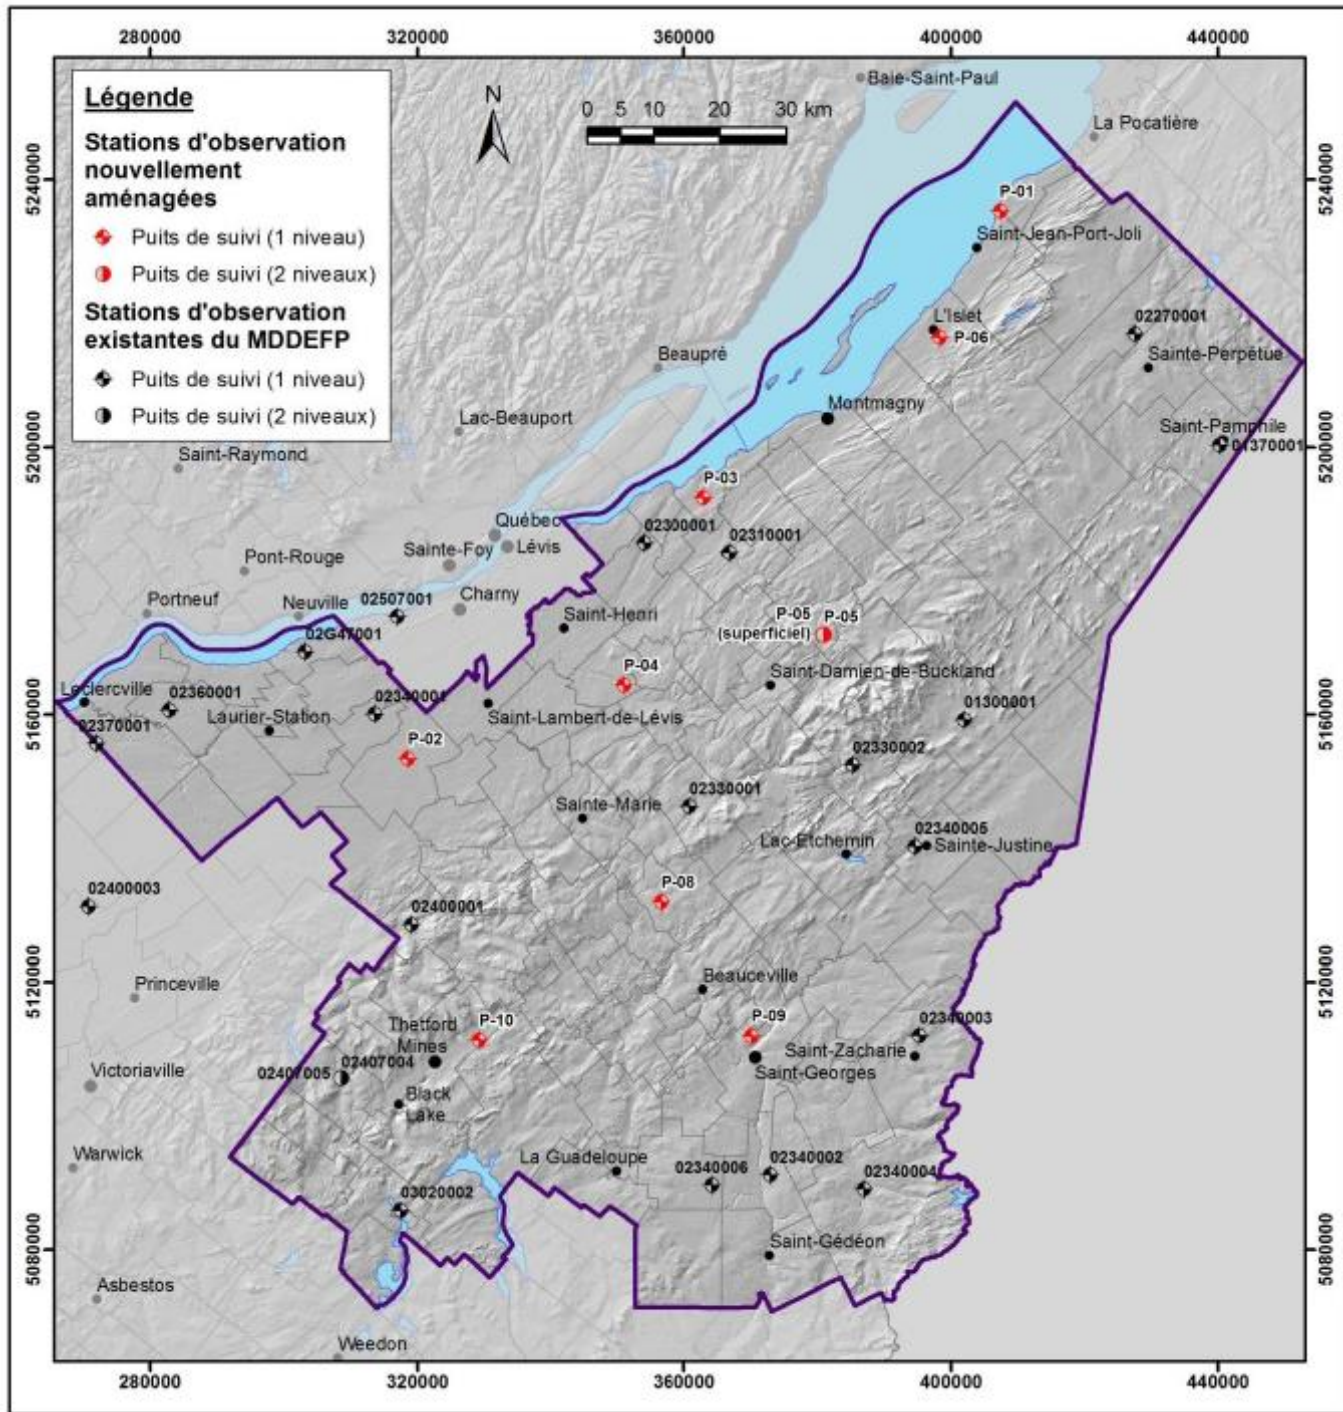 280000
320000
360000
400000
440000
Légende
Stations d'observation
nouvellement
aménagées
Puits de suivi (1 niveau)
Puits de suivi (2 niveaux)
Stations d'observation
existantes du MDDEFP
Puits de suivi (1 niveau)
Puits de suivi (2 niveaux)
N
0 5 10 20 30 km
Baie-Saint-Paul
La Pocatière
5240000
5240000
P-01
Saint-Jean-Port-Joli
L'Islet
P-06
02270001
Sainte-Perpétue
Beaupré
Montmagny
Lac-Beauport
Saint-Pamphile
01370001
5200000
5200000
Saint-Raymond
P-03
Québec
02300001
02310001
Sainte-Foy
Lévis
Pont-Rouge
Portneuf
Neuville
02507001
Charny
Saint-Henri
P-05
(superficiel)
P-05
02G47001
P-04
Saint-Damien-de-Buckland
Leclercville
02360001
02340001
Laurier-Station
Saint-Lambert-de-Lévis
01300001
5160000
5160000
02370001
P-02
02330002
Sainte-Marie
02330001
Lac-Etchemin
02340005
Sainte-Justine
P-08
02400003
02400001
Princeville
Beauceville
5120000
5120000
P-10
Thetford
Mines
P-09
02340003
Saint-Zacharie
Saint-Georges
02407005
02407004
Victoriaville
Black
Lake
Warwick
La Guadeloupe
02340006
02340002
02340004
03020002
5080000
5080000
Saint-Gédéon
Asbestos
Weedon
280000
320000
360000
400000
440000